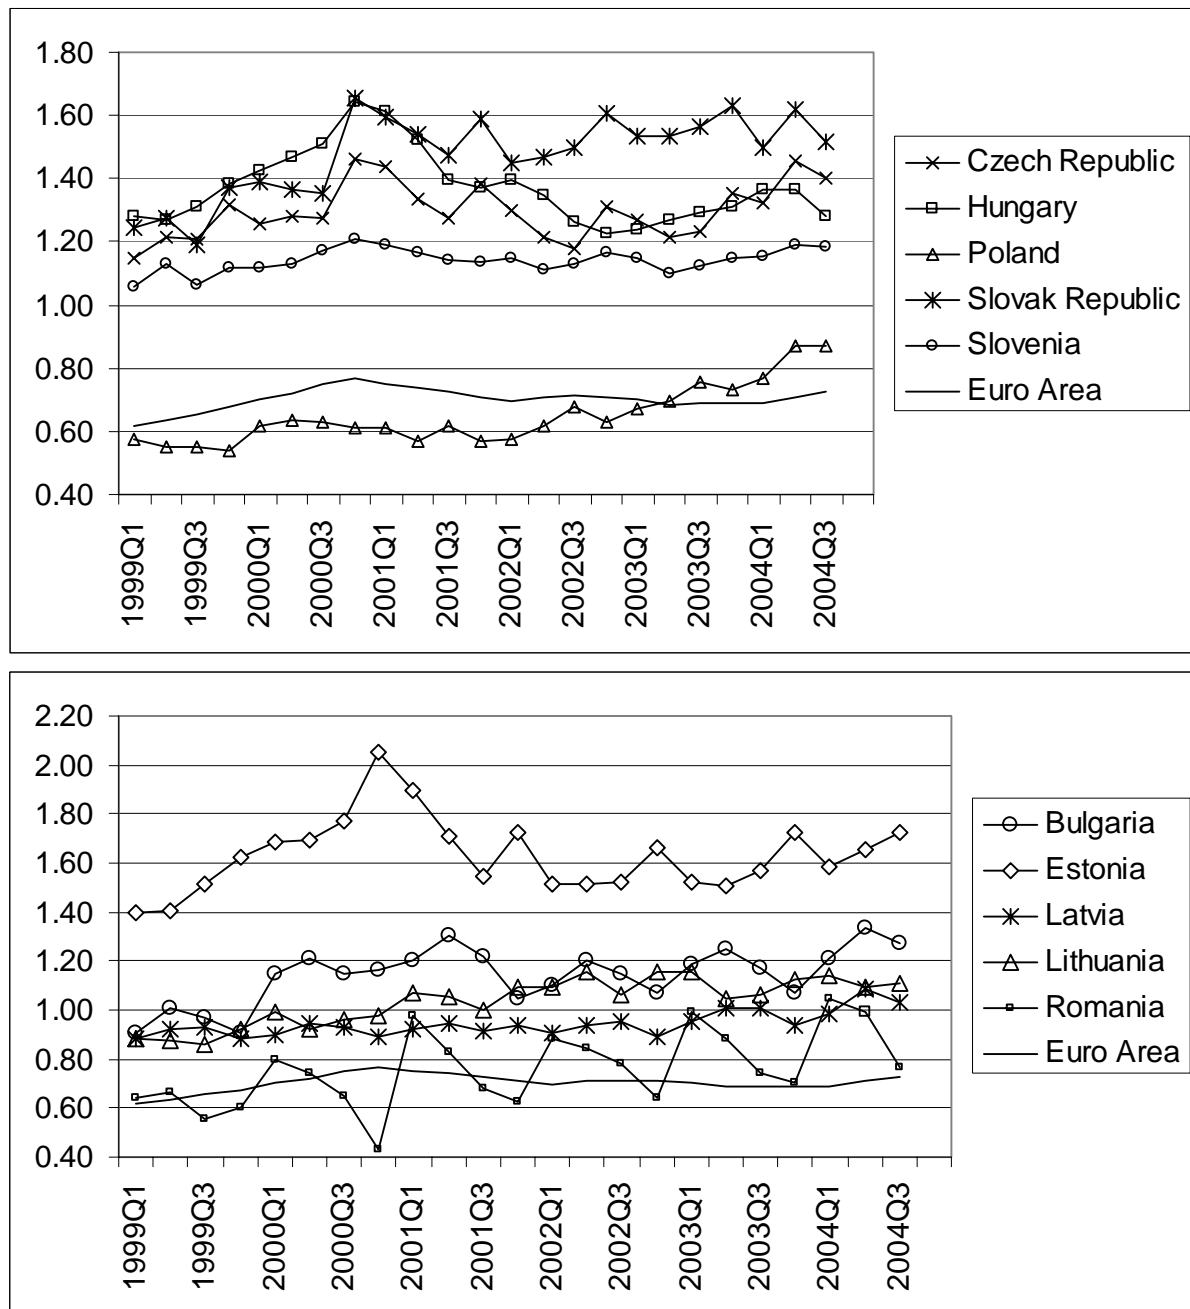 1.80
1.60
1.40
1.20
1.00
0.80
0.60
0.40
1999Q1
1999Q3
2000Q1
2000Q3
2001Q1
2001Q3
2002Q1
2002Q3
2003Q1
2003Q3
2004Q1
2004Q3
Czech Republic
Hungary
Poland
Slovak Republic
Slovenia
Euro Area
2.20
2.00
1.80
1.60
1.40
1.20
1.00
0.80
0.60
0.40
1999Q1
1999Q3
2000Q1
2000Q3
2001Q1
2001Q3
2002Q1
2002Q3
2003Q1
2003Q3
2004Q1
2004Q3
Bulgaria
Estonia
Latvia
Lithuania
Romania
Euro Area